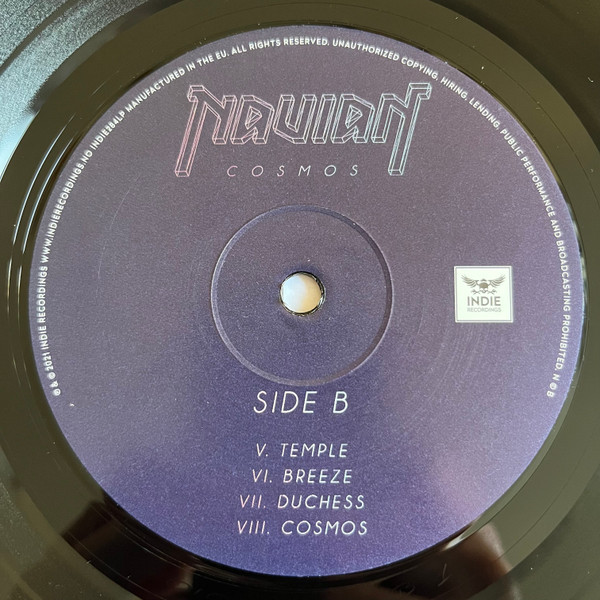 NAVIAN
COSMOS
℗ & © 2021 INDIE RECORDINGS WWW.INDIERECORDINGS.NO INDIE284LP MANUFACTURED IN THE EU. ALL RIGHTS RESERVED. UNAUTHORIZED COPYING, HIRING, LENDING, PUBLIC PERFORMANCE AND BROADCASTING PROHIBITED. N©B
INDIE
RECORDINGS
SIDE B
V. TEMPLE
VI. BREEZE
VII. DUCHESS
VIII. COSMOS